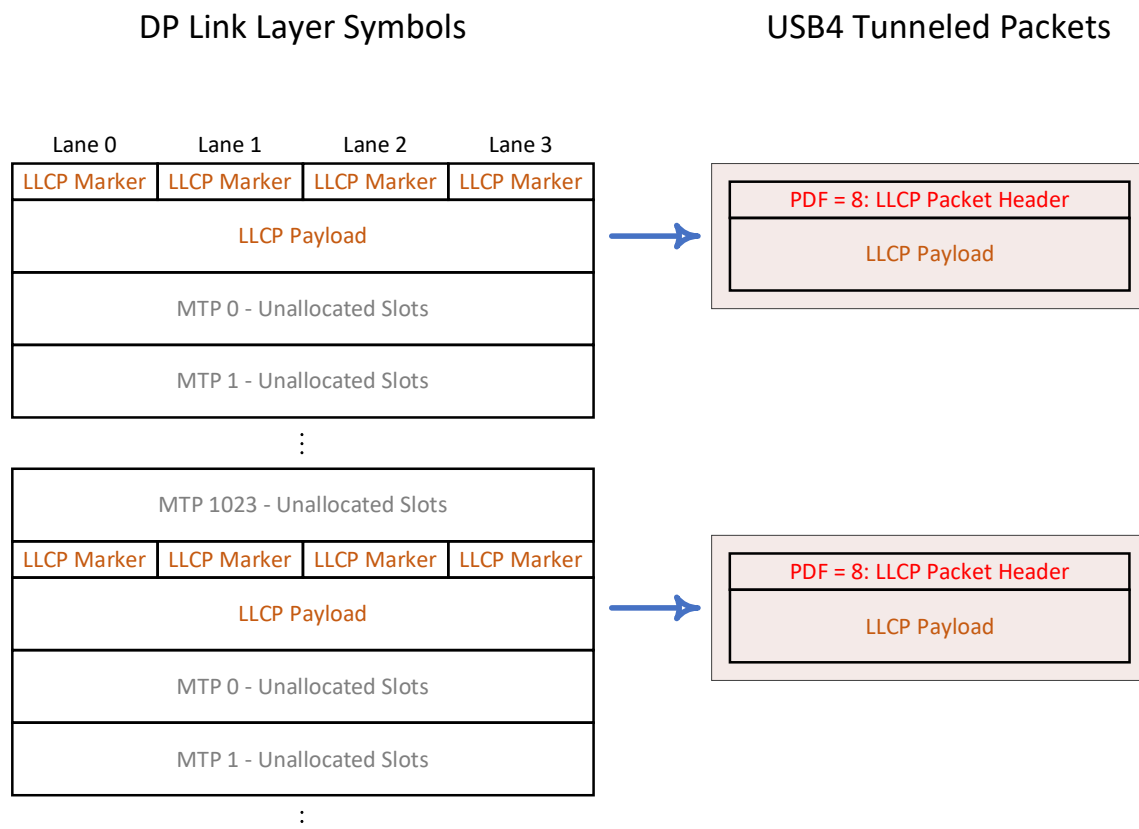 DP Link Layer Symbols
USB4 Tunneled Packets
Lane 0 Lane 1 Lane 2 Lane 3
LLCP Marker LLCP Marker LLCP Marker LLCP Marker
LLCP Payload
MTP 0 - Unallocated Slots
MTP 1 - Unallocated Slots
⋮
MTP 1023 - Unallocated Slots
LLCP Marker LLCP Marker LLCP Marker LLCP Marker
LLCP Payload
MTP 0 - Unallocated Slots
MTP 1 - Unallocated Slots
⋮
PDF = 8: LLCP Packet Header
LLCP Payload
PDF = 8: LLCP Packet Header
LLCP Payload